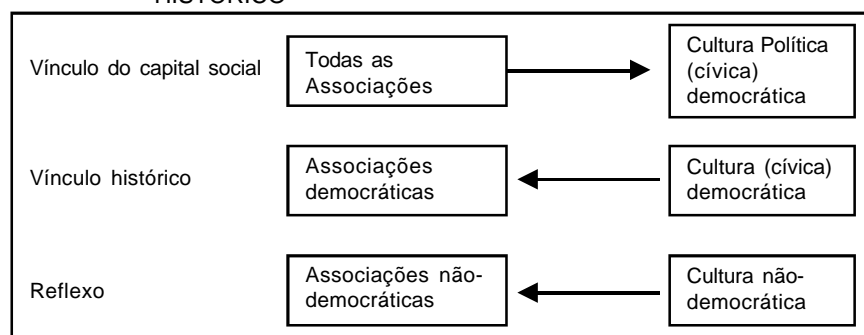 HISTÓRICO
Vínculo do capital social
Todas as
Associações
Cultura Política
(cívica)
democrática
Vínculo histórico
Associações
democráticas
Cultura (cívica)
democrática
Reflexo
Associações não-
democráticas
Cultura não-
democrática